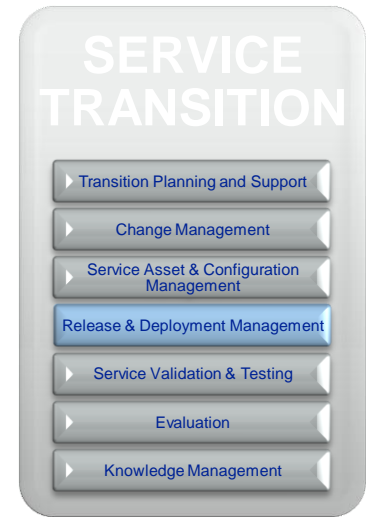 SERVICE
TRANSITION
Transition Planning and Support
Change Management
Service Asset & Configuration
Management
Release & Deployment Management
Service Validation & Testing
Evaluation
Knowledge Management